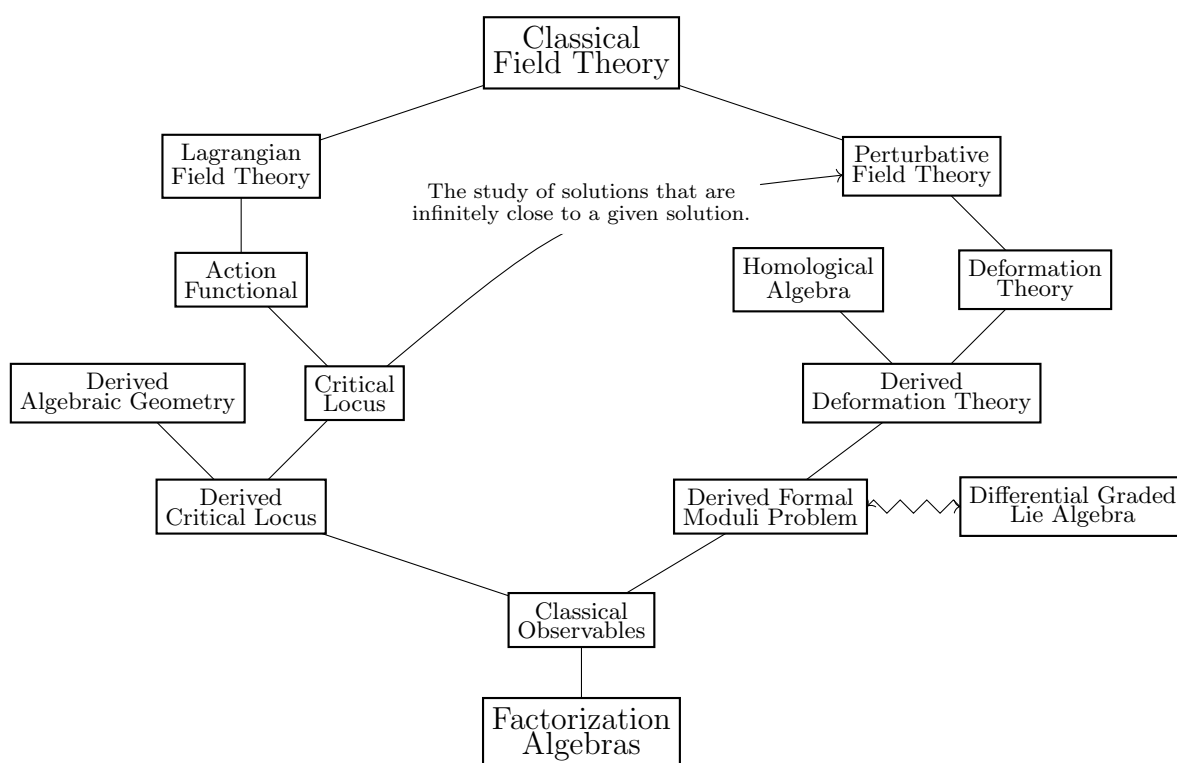 Classical
Field Theory
Lagrangian
Field Theory
Perturbative
Field Theory
The study of solutions that are
infinitely close to a given solution.
Action
Functional
Homological
Algebra
Deformation
Theory
Derived
Algebraic Geometry
Critical
Locus
Derived
Deformation Theory
Derived
Critical Locus
Derived Formal
Moduli Problem
Differential Graded
Lie Algebra
Classical
Observables
Factorization
Algebras